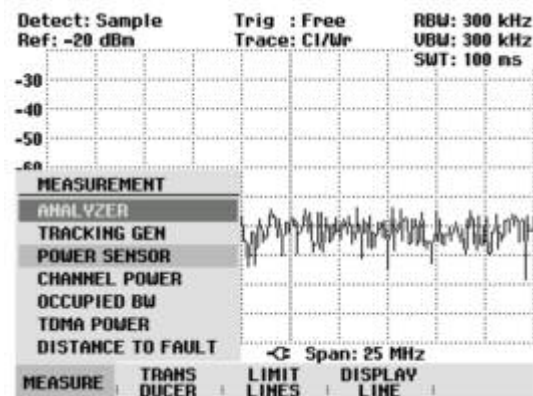 Detect: Sample Trig : Free RBW: 300 kHz
Ref: -20 dBm Trace: Cl/Wr VBW: 300 kHz
SWT: 100 ms
-30
-40
-50
-60
MEASUREMENT
ANALYZER
TRACKING GEN
POWER SENSOR
CHANNEL POWER
OCCUPIED BW
TDMA POWER
DISTANCE TO FAULT
Span: 25 MHz
MEASURE TRANS LIMIT DISPLAY
DUCER LINES LINE